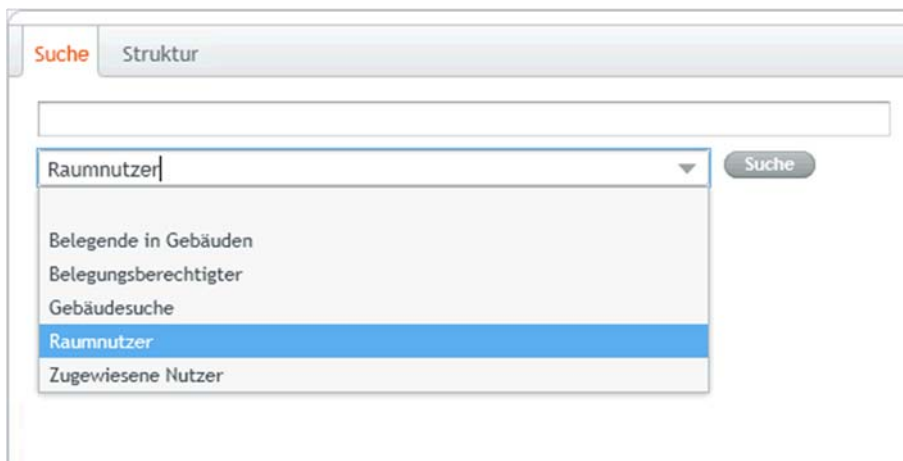 Suche Struktur
Raumnutzer Suche
Belegende in Gebäuden
Belegungsberechtigter
Gebäudesuche
Raumnutzer
Zugewiesene Nutzer